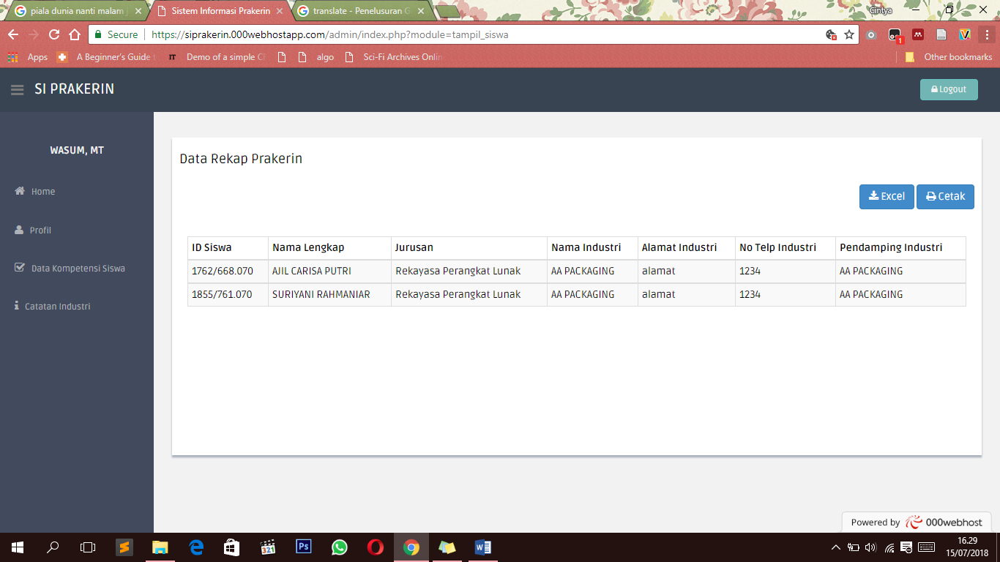 piala dunia nanti malam
Sistem Informasi Prakerin
translate - Penelusuran G
Cintya
Secure
https://siprakerin.000webhostapp.com/admin/index.php?module=tampil_siswa
1
Apps
A Beginner's Guide
IT
Demo of a simple C
algo
Sci-Fi Archives Onlin
Other bookmarks
SI PRAKERIN
Logout
WASUM, MT
Home
Profil
Data Kompetensi Siswa
Catatan Industri
Data Rekap Prakerin
Excel
Cetak
ID Siswa Nama Lengkap Jurusan Nama Industri Alamat Industri No Telp Industri Pendamping Industri
1762/668.070 AJIL CARISA PUTRI Rekayasa Perangkat Lunak AA PACKAGING alamat 1234 AA PACKAGING
1855/761.070 SURIYANI RAHMANIAR Rekayasa Perangkat Lunak AA PACKAGING alamat 1234 AA PACKAGING
Powered by 000webhost
321
Ps
16.29
15/07/2018